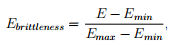 E_{brittleness} = \frac{E - E_{min}}{E_{max} - E_{min}},